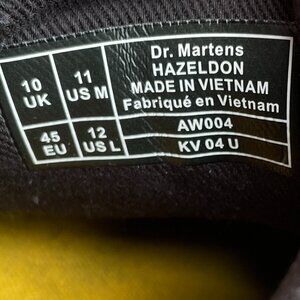 10
UK
11
US M
45
EU
12
US L
Dr. Martens
HAZELDON
MADE IN VIETNAM
Fabriqué en Vietnam
AW004
KV 04 U